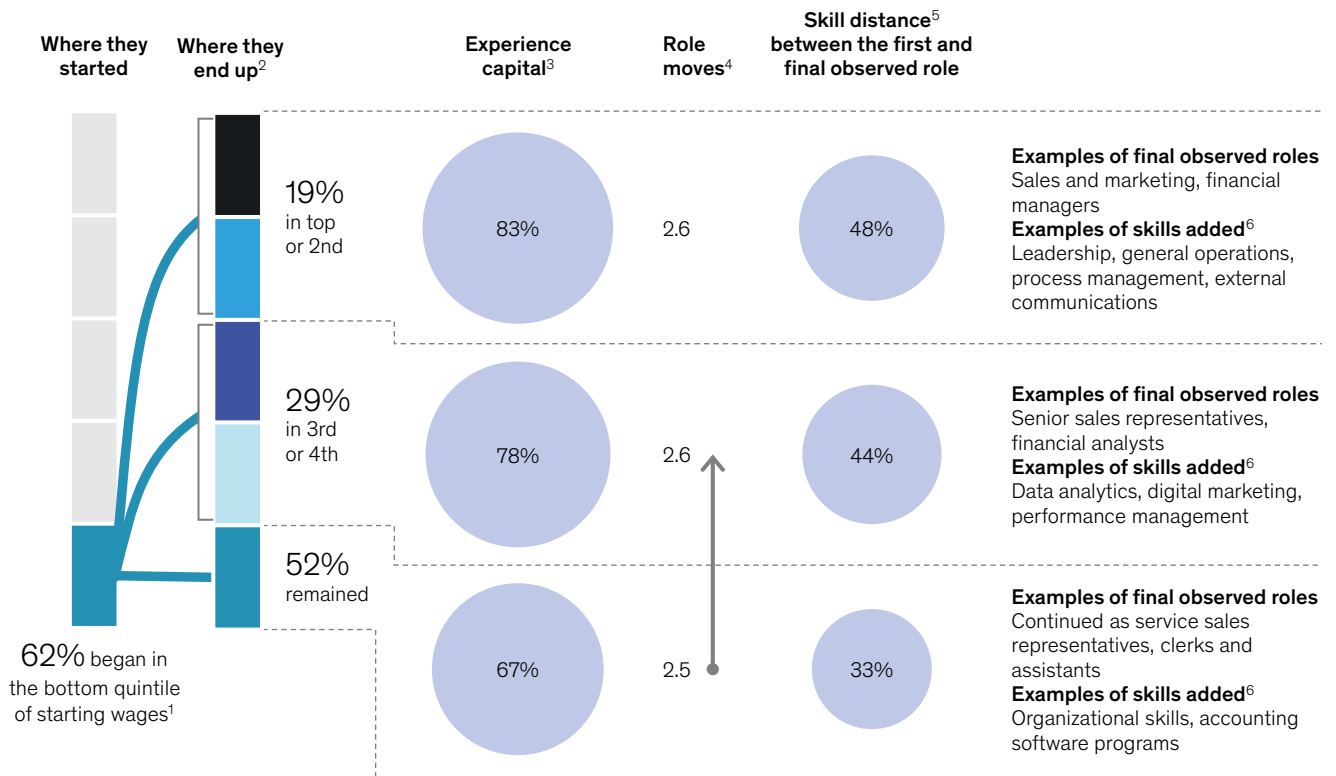 Where they
started
Where they
end up²
Experience
capital³
Role
moves⁴
Skill distance⁵
between the first and
final observed role
19%
in top
or 2nd
83%
2.6
48%
Examples of final observed roles
Sales and marketing, financial
managers
Examples of skills added⁶
Leadership, general operations,
process management, external
communications
29%
in 3rd
or 4th
78%
2.6
44%
Examples of final observed roles
Senior sales representatives,
financial analysts
Examples of skills added⁶
Data analytics, digital marketing,
performance management
52%
remained
67%
2.5
33%
Examples of final observed roles
Continued as service sales
representatives, clerks and
assistants
Examples of skills added⁶
Organizational skills, accounting
software programs
62% began in
the bottom quintile
of starting wages¹